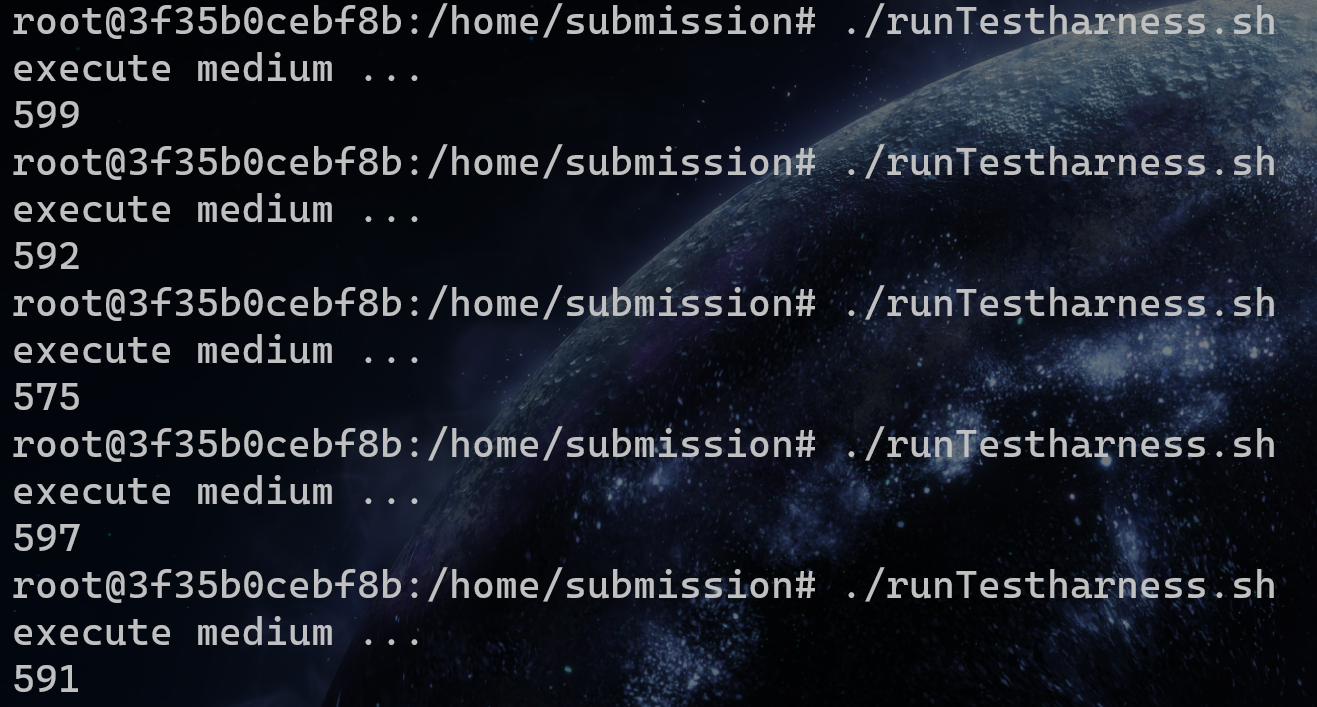 root@3f35b0cebf8b:/home/submission# ./runTestharness.sh
execute medium ...
599
root@3f35b0cebf8b:/home/submission# ./runTestharness.sh
execute medium ...
592
root@3f35b0cebf8b:/home/submission# ./runTestharness.sh
execute medium ...
575
root@3f35b0cebf8b:/home/submission# ./runTestharness.sh
execute medium ...
597
root@3f35b0cebf8b:/home/submission# ./runTestharness.sh
execute medium ...
591